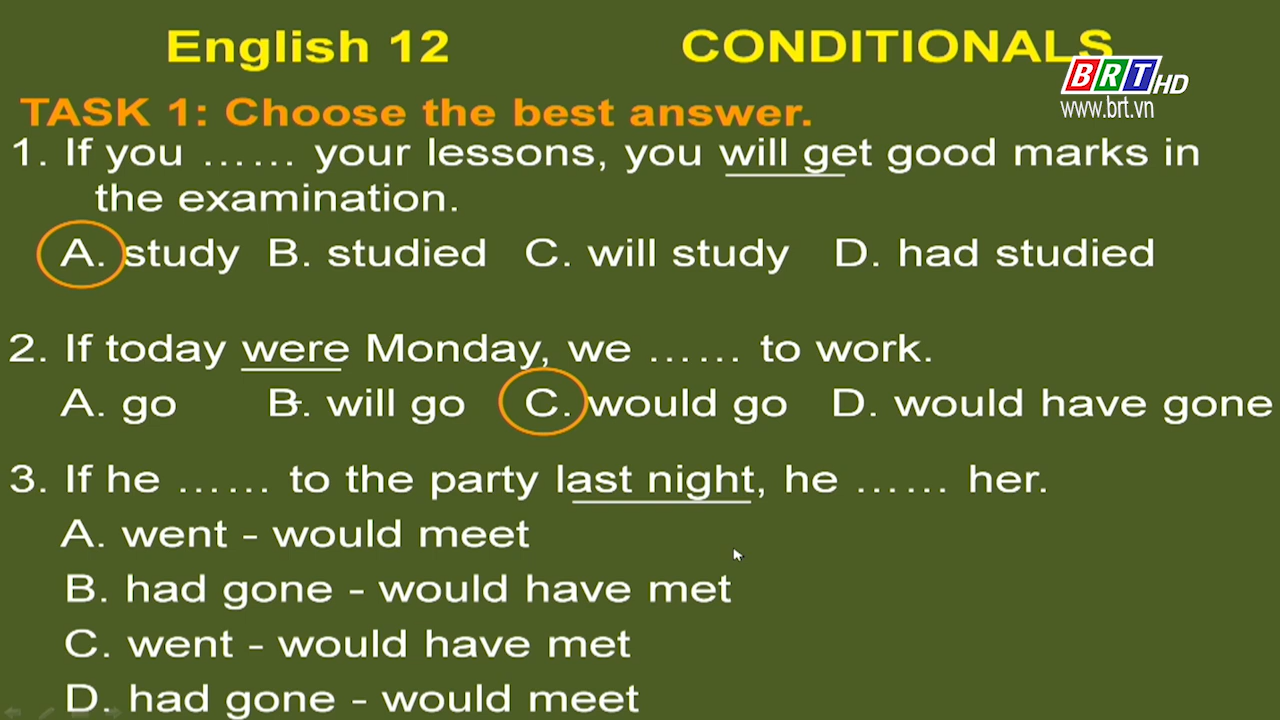 English 12 CONDITIONALS
BRT HD
www.brt.vn
TASK 1: Choose the best answer.
1. If you …… your lessons, you will get good marks in
the examination.
A. study B. studied C. will study D. had studied
2. If today were Monday, we …… to work.
A. go B. will go C. would go D. would have gone
3. If he …… to the party last night, he …… her.
A. went - would meet
B. had gone - would have met
C. went - would have met
D. had gone - would meet